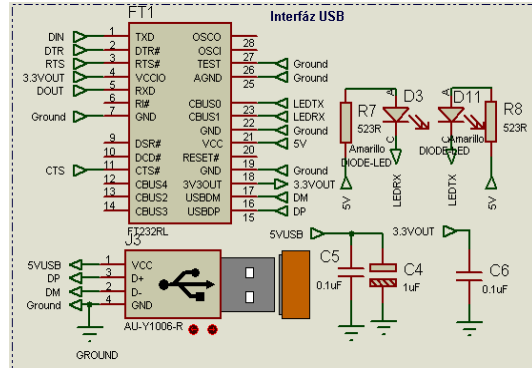 Interfáz USB
FT1
DIN 1 TXD OSCO 28
DTR 2 DTR# OSCI 27
RTS 3 RTS# TEST 26 Ground
3.3VOUT 4 VCCIO AGND 25 Ground
DOUT 5 RXD
6 RI# CBUS0 23 LEDTX
Ground 7 GND CBUS1 22 LEDRX
GND 21 Ground
9 DSR# VCC 20 5V
10 DCD# RESET# 19
CTS 11 CTS# GND 18 Ground
12 CBUS4 3V3OUT 17 3.3VOUT
13 CBUS2 USBDM 16 DM
14 CBUS3 USBDP 15 DP
FT232RL
R7
523R
5V
A
D3
C
Amarillo
DIODE-LED
LEDRX
A
D11
C
Amarillo
DIODE-LED
LEDTX
R8
523R
5V
J3
5VUSB 1 VCC
DP 3 D+
DM 2 D-
Ground 4 GND
AU-Y1006-R
GROUND
5VUSB
C5
0.1uF
C4
1uF
3.3VOUT
C6
0.1uF